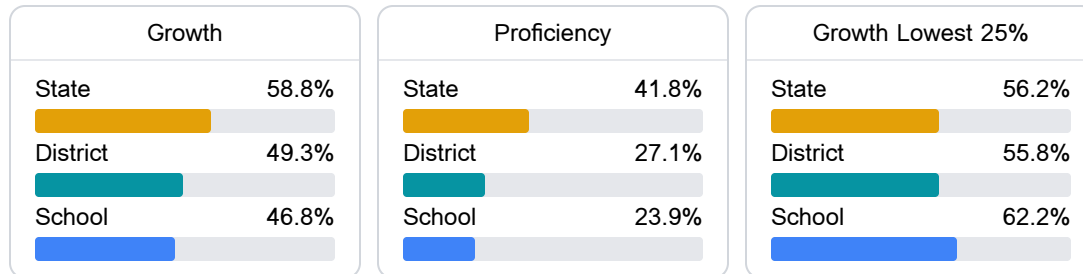 Growth
State 58.8%
District 49.3%
School 46.8%
Proficiency
State 41.8%
District 27.1%
School 23.9%
Growth Lowest 25%
State 56.2%
District 55.8%
School 62.2%